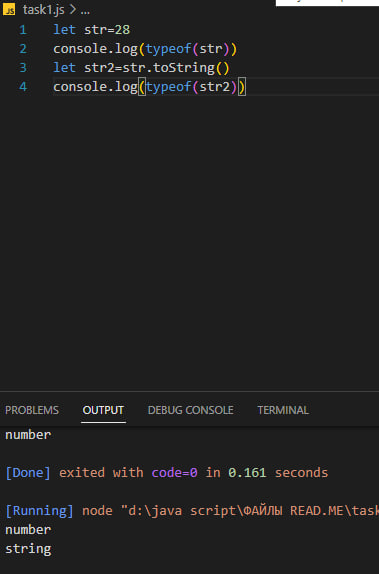 JS task1.js > ...
1 let str=28
2 console.log(typeof(str))
3 let str2=str.toString()
4 console.log(typeof(str2))
PROBLEMS OUTPUT DEBUG CONSOLE TERMINAL
number
[Done] exited with code=0 in 0.161 seconds
[Running] node "d:\java script\ФАЙЛЫ READ.ME\task
number
string